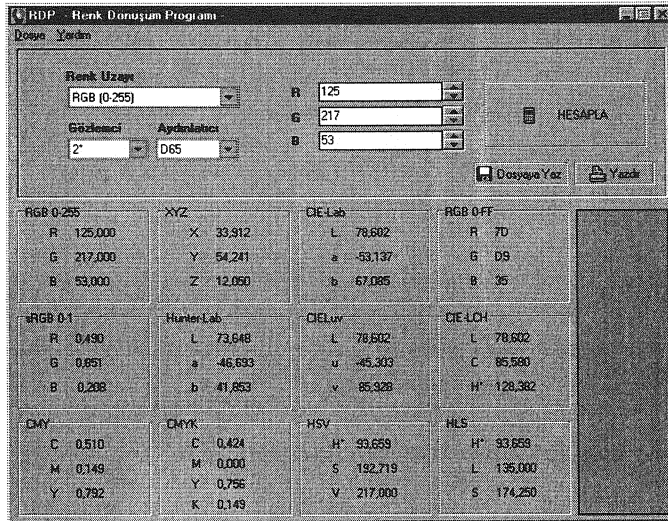 RDP - Renk Dönüşüm Programı
Dosya Yardım
Renk Uzayı
RGB (0-255)
Gözlemci Aydınlatıcı
2° D65
R 125
G 217
B 53
HESAPLA
Dosyaya Yaz Yazdır
RGB 0-255
R 125,000
G 217,000
B 53,000
XYZ
X 33,912
Y 54,241
Z 12,050
CIE-Lab
L 78,602
a -53,137
b 67,085
RGB 0-FF
R 7D
G D9
B 35
sRGB 0-1
R 0,490
G 0,851
B 0,208
Hunter-Lab
L 73,648
a -46,693
b 41,853
CIELuv
L 78,602
u -45,303
v 85,928
CIE-LCH
L 78,602
C 85,580
H° 128,382
CMY
C 0,510
M 0,149
Y 0,792
CMYK
C 0,424
M 0,000
Y 0,756
K 0,149
HSV
H° 93,659
S 192,719
V 217,000
HLS
H° 93,659
L 135,000
S 174,250